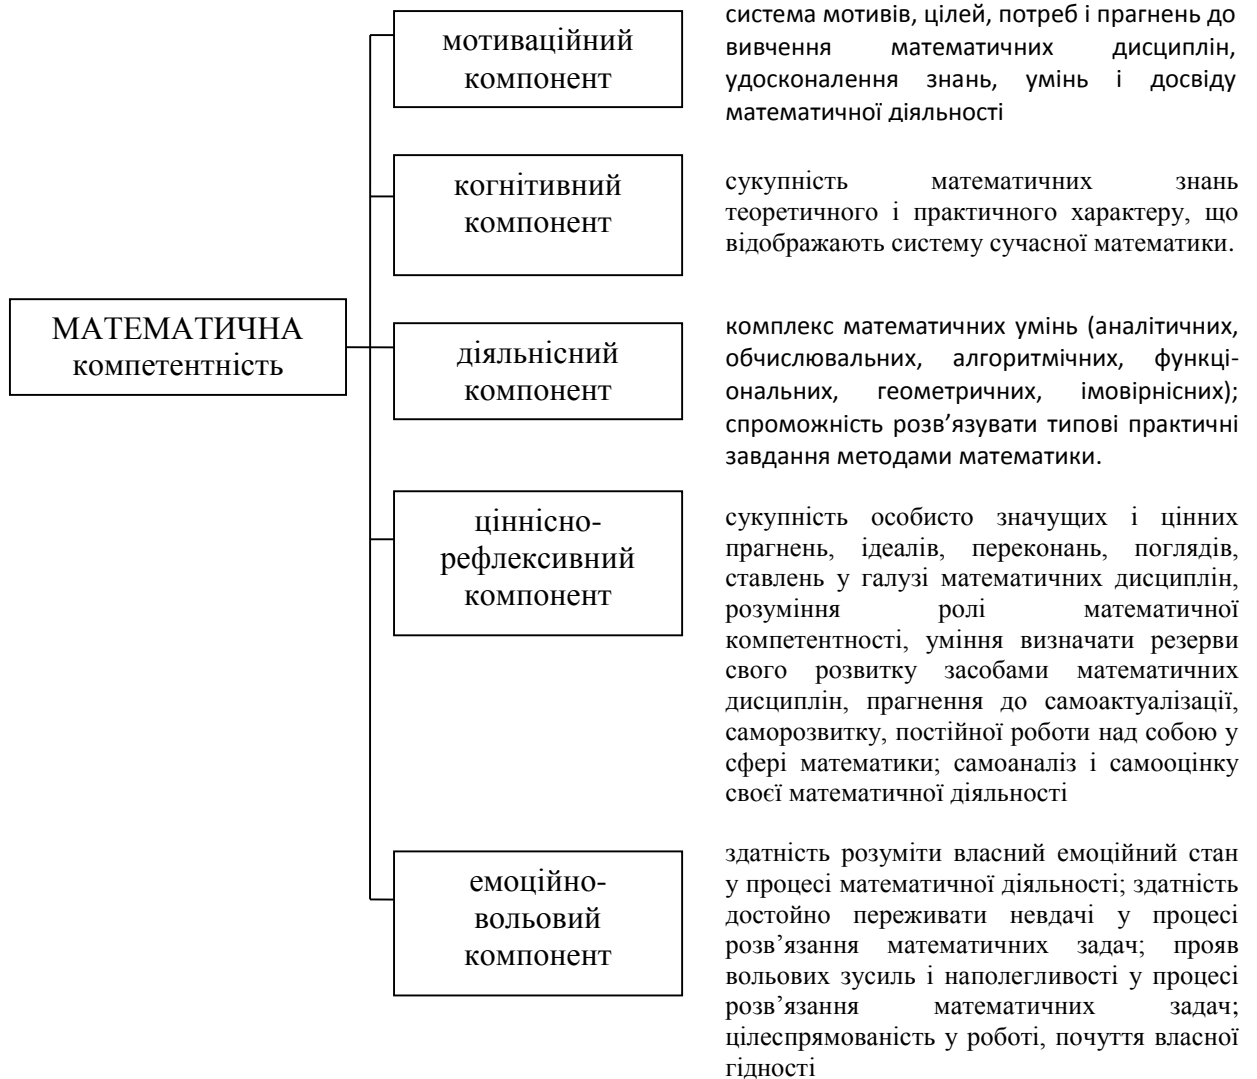 мотиваційний
компонент
система мотивів, цілей, потреб і прагнень до
вивчення математичних дисциплін,
удосконалення знань, умінь і досвіду
математичної діяльності
когнітивний
компонент
сукупність математичних знань
теоретичного і практичного характеру, що
відображають систему сучасної математики.
МАТЕМАТИЧНА
компетентність
діяльнісний
компонент
комплекс математичних умінь (аналітичних,
обчислювальних, алгоритмічних, функці-
ональних, геометричних, імовірнісних);
спроможність розв’язувати типові практичні
завдання методами математики.
ціннісно-
рефлексивний
компонент
сукупність особисто значущих і цінних
прагнень, ідеалів, переконань, поглядів,
ставлень у галузі математичних дисциплін,
розуміння ролі математичної
компетентності, уміння визначати резерви
свого розвитку засобами математичних
дисциплін, прагнення до самоактуалізації,
саморозвитку, постійної роботи над собою у
сфері математики; самоаналіз і самооцінку
своєї математичної діяльності
емоційно-
вольовий
компонент
здатність розуміти власний емоційний стан
у процесі математичної діяльності; здатність
достойно переживати невдачі у процесі
розв’язання математичних задач; прояв
вольових зусиль і наполегливості у процесі
розв’язання математичних задач;
цілеспрямованість у роботі, почуття власної
гідності